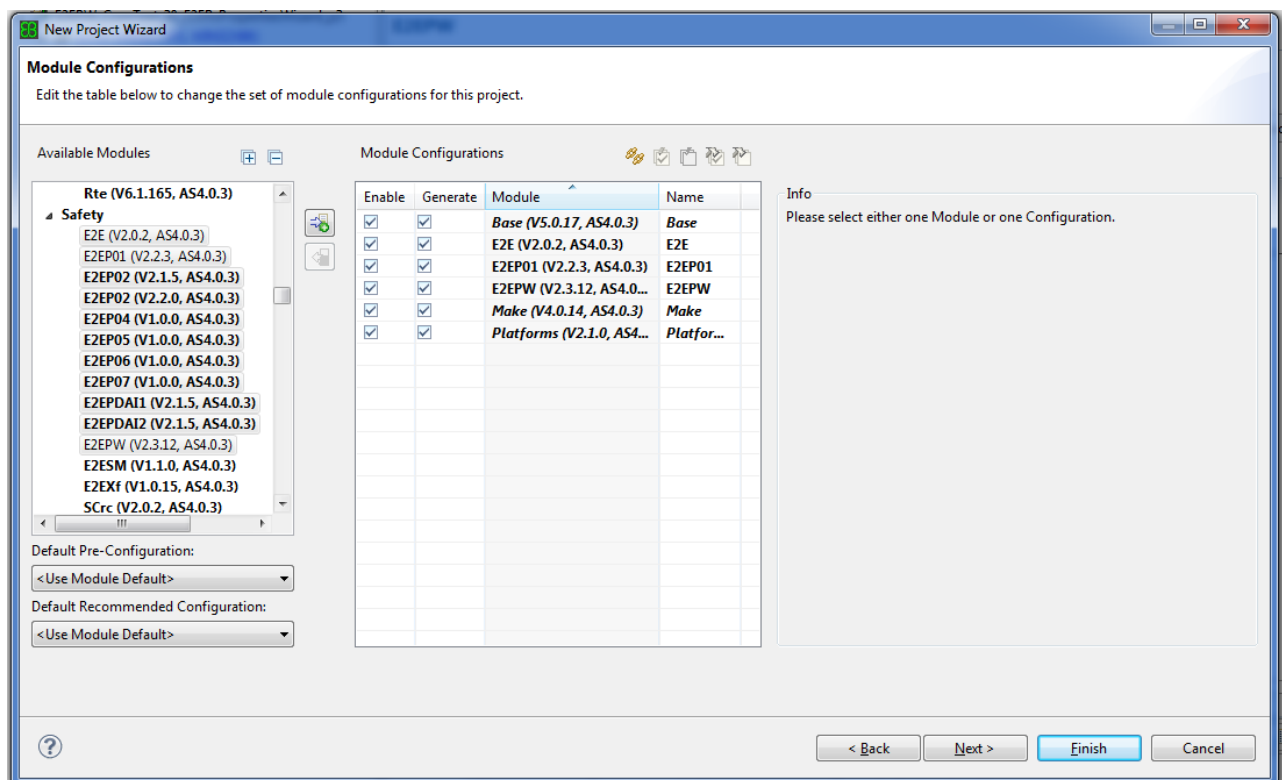 E2EPW
New Project Wizard
Module Configurations
Edit the table below to change the set of module configurations for this project.
Available Modules
Rte (V6.1.165, AS4.0.3)
Safety
E2E (V2.0.2, AS4.0.3)
E2EP01 (V2.2.3, AS4.0.3)
E2EP02 (V2.1.5, AS4.0.3)
E2EP02 (V2.2.0, AS4.0.3)
E2EP04 (V1.0.0, AS4.0.3)
E2EP05 (V1.0.0, AS4.0.3)
E2EP06 (V1.0.0, AS4.0.3)
E2EP07 (V1.0.0, AS4.0.3)
E2EPDAI1 (V2.1.5, AS4.0.3)
E2EPDAI2 (V2.1.5, AS4.0.3)
E2EPW (V2.3.12, AS4.0.3)
E2ESM (V1.1.0, AS4.0.3)
E2EXf (V1.0.15, AS4.0.3)
SCrc (V2.0.2, AS4.0.3)
Default Pre-Configuration:
<Use Module Default>
Default Recommended Configuration:
<Use Module Default>
Module Configurations
Enable Generate Module Name
Base (V5.0.17, AS4.0.3) Base
E2E (V2.0.2, AS4.0.3) E2E
E2EP01 (V2.2.3, AS4.0.3) E2EP01
E2EPW (V2.3.12, AS4.0... E2EPW
Make (V4.0.14, AS4.0.3) Make
Platforms (V2.1.0, AS4... Platfor...
Info
Please select either one Module or one Configuration.
< Back Next > Finish Cancel